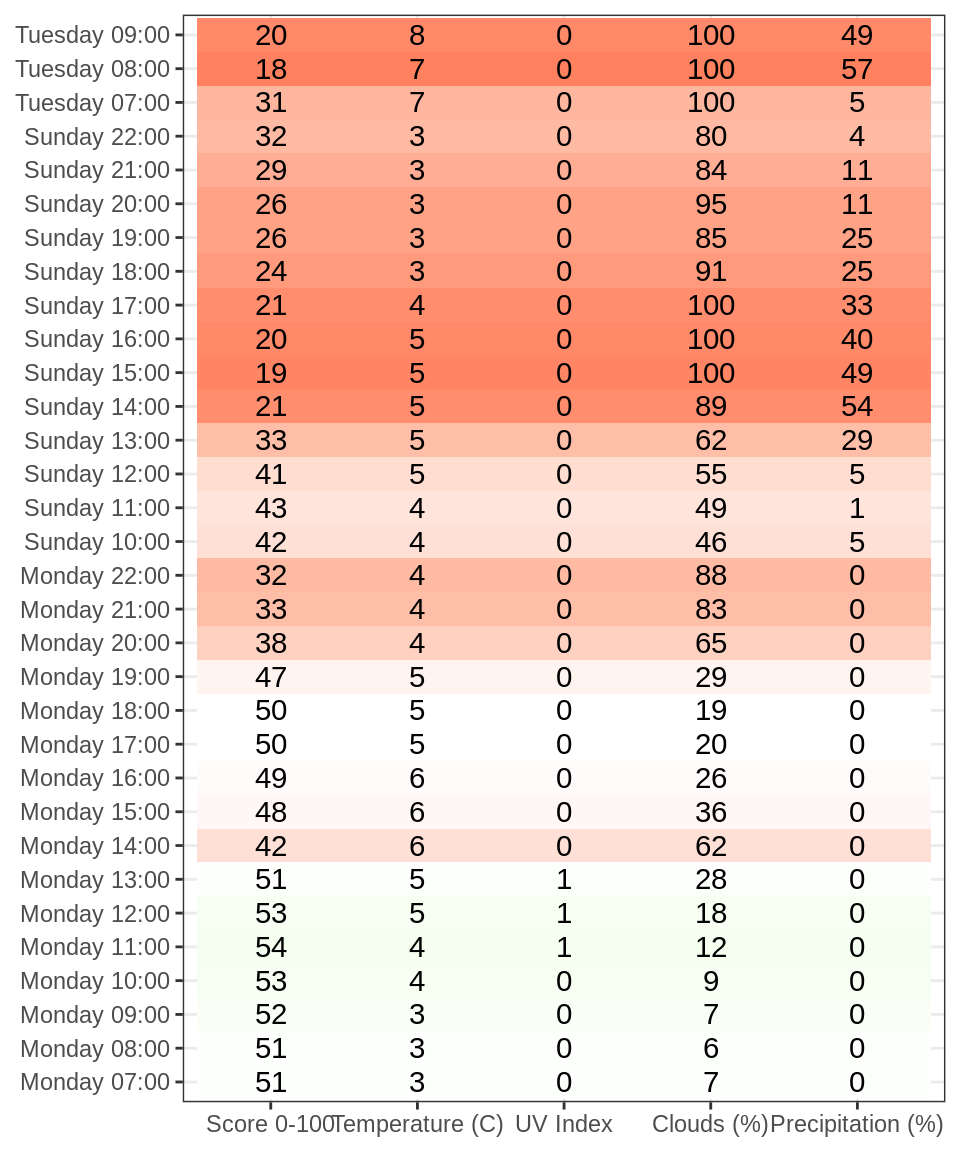 Tuesday 09:00 20 8 0 100 49
Tuesday 08:00 18 7 0 100 57
Tuesday 07:00 31 7 0 100 5
Sunday 22:00 32 3 0 80 4
Sunday 21:00 29 3 0 84 11
Sunday 20:00 26 3 0 95 11
Sunday 19:00 26 3 0 85 25
Sunday 18:00 24 3 0 91 25
Sunday 17:00 21 4 0 100 33
Sunday 16:00 20 5 0 100 40
Sunday 15:00 19 5 0 100 49
Sunday 14:00 21 5 0 89 54
Sunday 13:00 33 5 0 62 29
Sunday 12:00 41 5 0 55 5
Sunday 11:00 43 4 0 49 1
Sunday 10:00 42 4 0 46 5
Monday 22:00 32 4 0 88 0
Monday 21:00 33 4 0 83 0
Monday 20:00 38 4 0 65 0
Monday 19:00 47 5 0 29 0
Monday 18:00 50 5 0 19 0
Monday 17:00 50 5 0 20 0
Monday 16:00 49 6 0 26 0
Monday 15:00 48 6 0 36 0
Monday 14:00 42 6 0 62 0
Monday 13:00 51 5 1 28 0
Monday 12:00 53 5 1 18 0
Monday 11:00 54 4 1 12 0
Monday 10:00 53 4 0 9 0
Monday 09:00 52 3 0 7 0
Monday 08:00 51 3 0 6 0
Monday 07:00 51 3 0 7 0
Score 0-100 Temperature (C) UV Index Clouds (%) Precipitation (%)